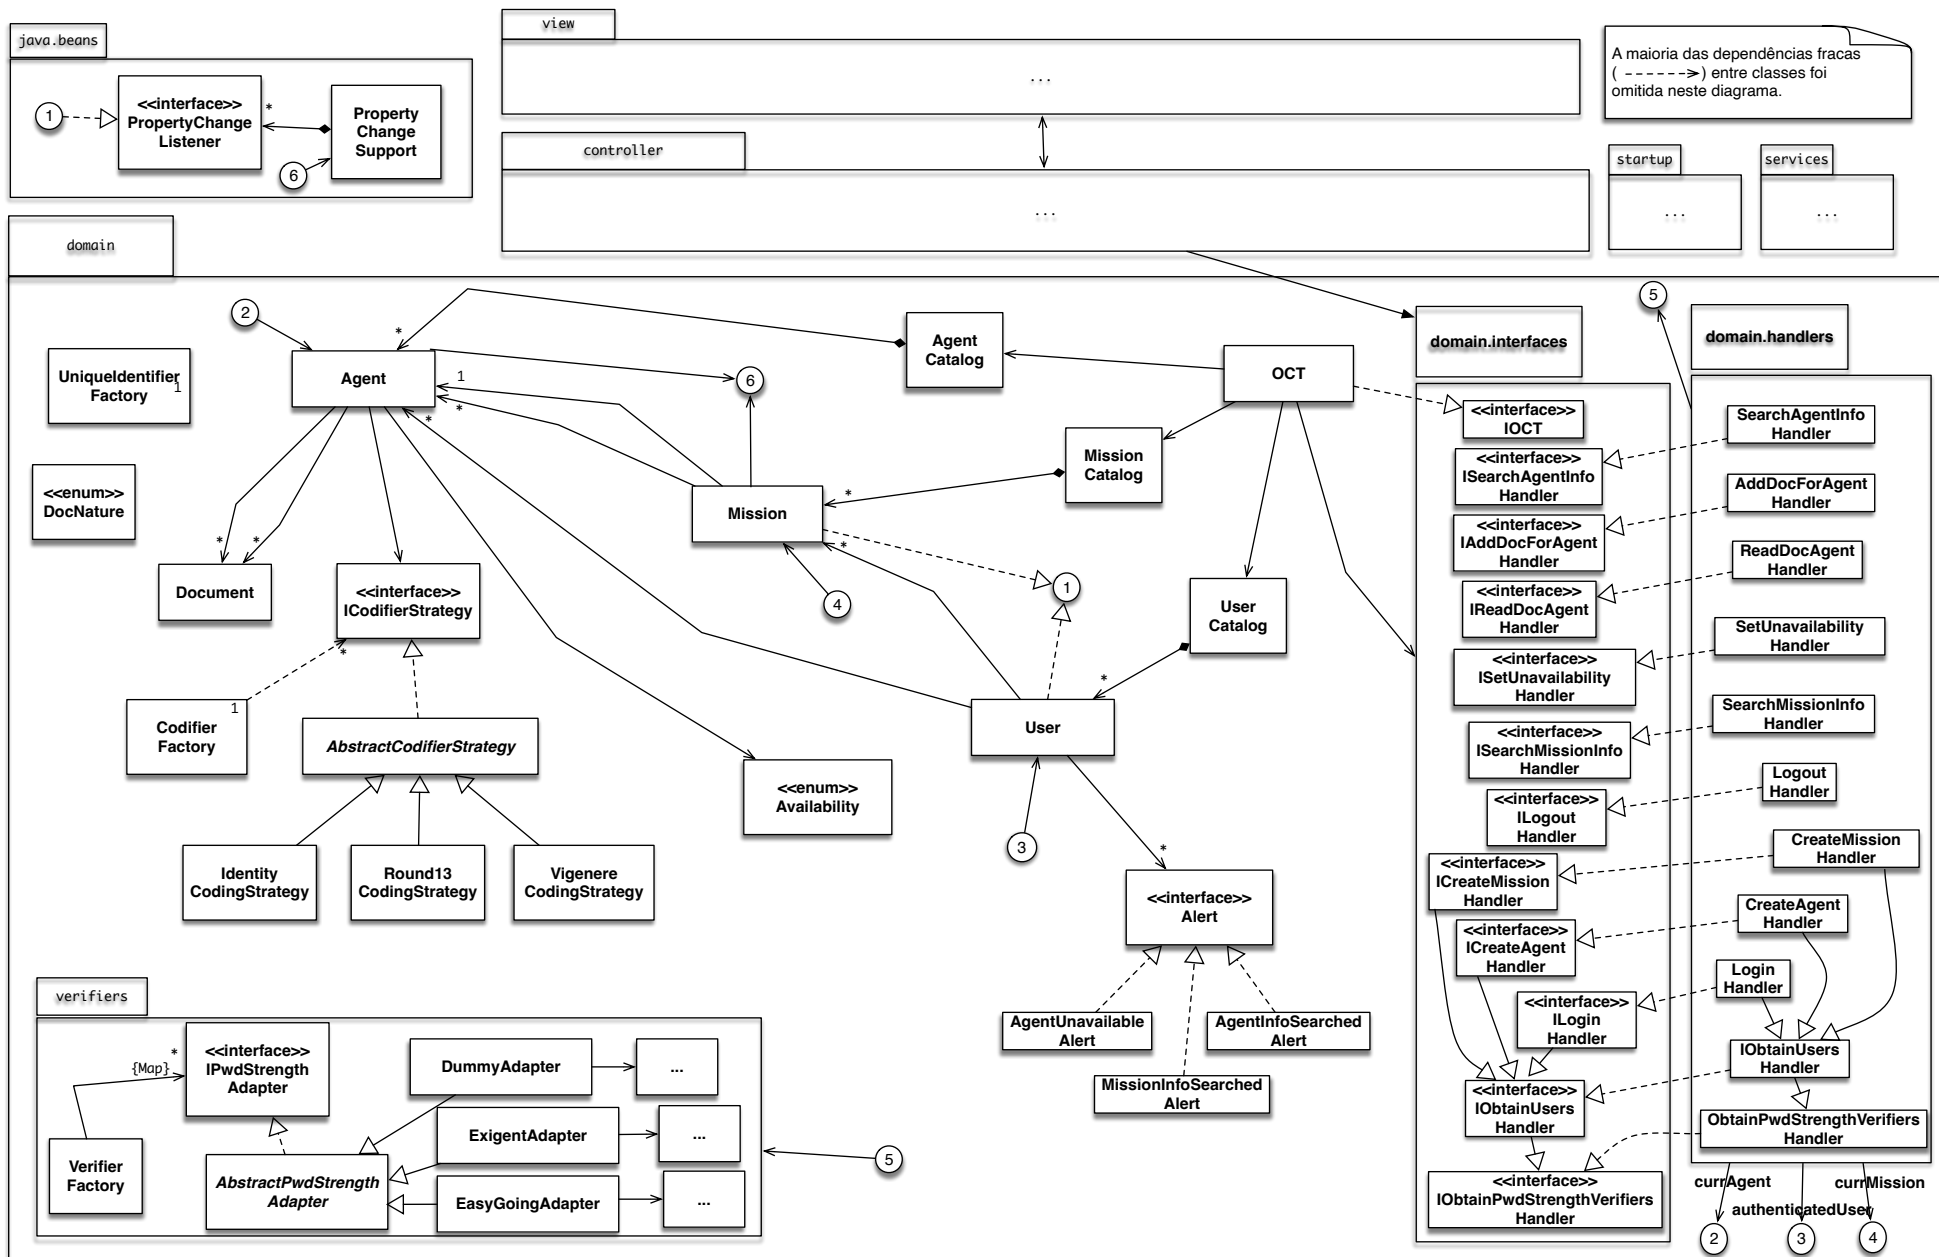 java.beans
<<interface>>
PropertyChange
Listener
*
Property
Change
Support
1
6
view
...
controller
...
A maioria das dependências fracas
( ------->) entre classes foi
omitida neste diagrama.
startup
...
services
...
domain
2
5
UniqueIdentifier
Factory
1
<<enum>>
DocNature
*
Agent
1
*
*
6
Agent
Catalog
OCT
Mission
Catalog
*
Mission
*
4
1
User
Catalog
*
*
*
Document
<<interface>>
ICodifierStrategy
*
1
Codifier
Factory
AbstractCodifierStrategy
Identity
CodingStrategy
Round13
CodingStrategy
Vigenere
CodingStrategy
<<enum>>
Availability
User
3
*
<<interface>>
Alert
AgentUnavailable
Alert
AgentInfoSearched
Alert
MissionInfoSearched
Alert
verifiers
<<interface>>
IPwdStrength
Adapter
*
{Map}
Verifier
Factory
AbstractPwdStrength
Adapter
DummyAdapter
...
ExigentAdapter
...
EasyGoingAdapter
...
5
domain.interfaces
<<interface>>
IOCT
<<interface>>
ISearchAgentInfo
Handler
<<interface>>
IAddDocForAgent
Handler
<<interface>>
IReadDocAgent
Handler
<<interface>>
ISetUnavailability
Handler
<<interface>>
ISearchMissionInfo
Handler
<<interface>>
ILogout
Handler
<<interface>>
ICreateMission
Handler
<<interface>>
ICreateAgent
Handler
<<interface>>
ILogin
Handler
<<interface>>
IObtainUsers
Handler
<<interface>>
IObtainPwdStrengthVerifiers
Handler
domain.handlers
SearchAgentInfo
Handler
AddDocForAgent
Handler
ReadDocAgent
Handler
SetUnavailability
Handler
SearchMissionInfo
Handler
Logout
Handler
CreateMission
Handler
CreateAgent
Handler
Login
Handler
IObtainUsers
Handler
ObtainPwdStrengthVerifiers
Handler
currAgent
currMission
authenticatedUser
2
3
4